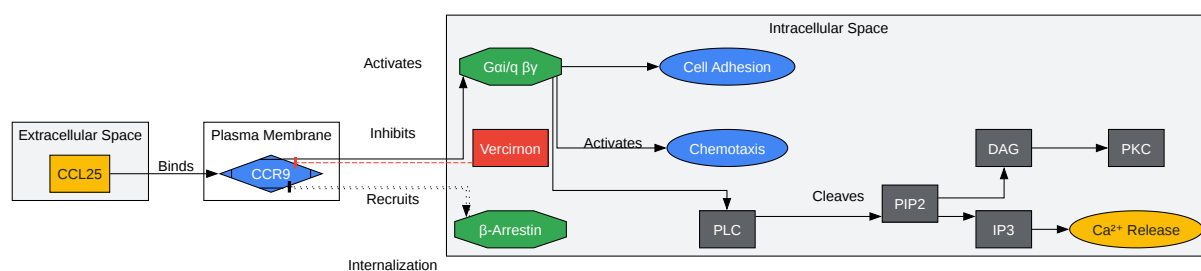 Intracellular Space
Activates
Gαi/q βγ
Cell Adhesion
Extracellular Space
Plasma Membrane
Inhibits
Vercirnon
Activates
Chemotaxis
DAG
PKC
CCL25
Binds
CCR9
Recruits
Cleaves
PIP2
β-Arrestin
PLC
IP3
Ca²⁺ Release
Internalization